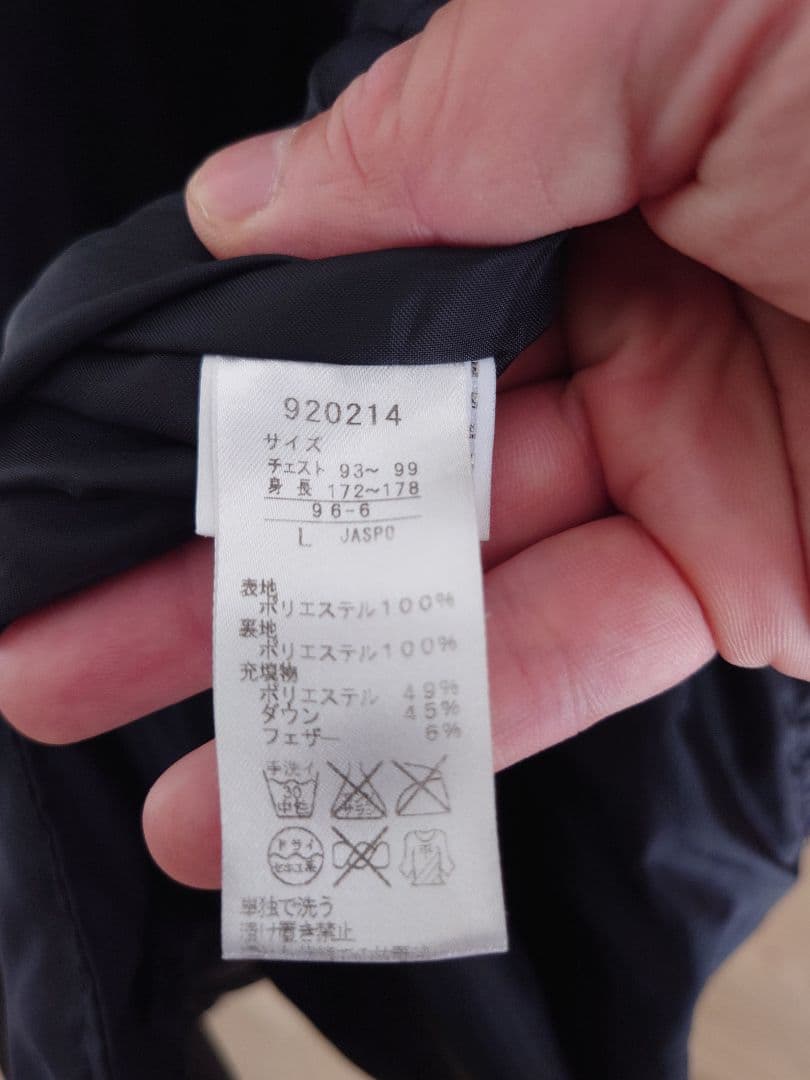 920214
サイズ
チェスト 93～ 99
身 長 172～178
96-6
L JASPO
表地
ポリエステル100%
裏地
ポリエステル100%
充填物
ポリエステル 49%
ダウン 45%
フェザー 6%
手洗イ
30
中性
ドライ
セキユ系
単独で洗う
漬け置き禁止